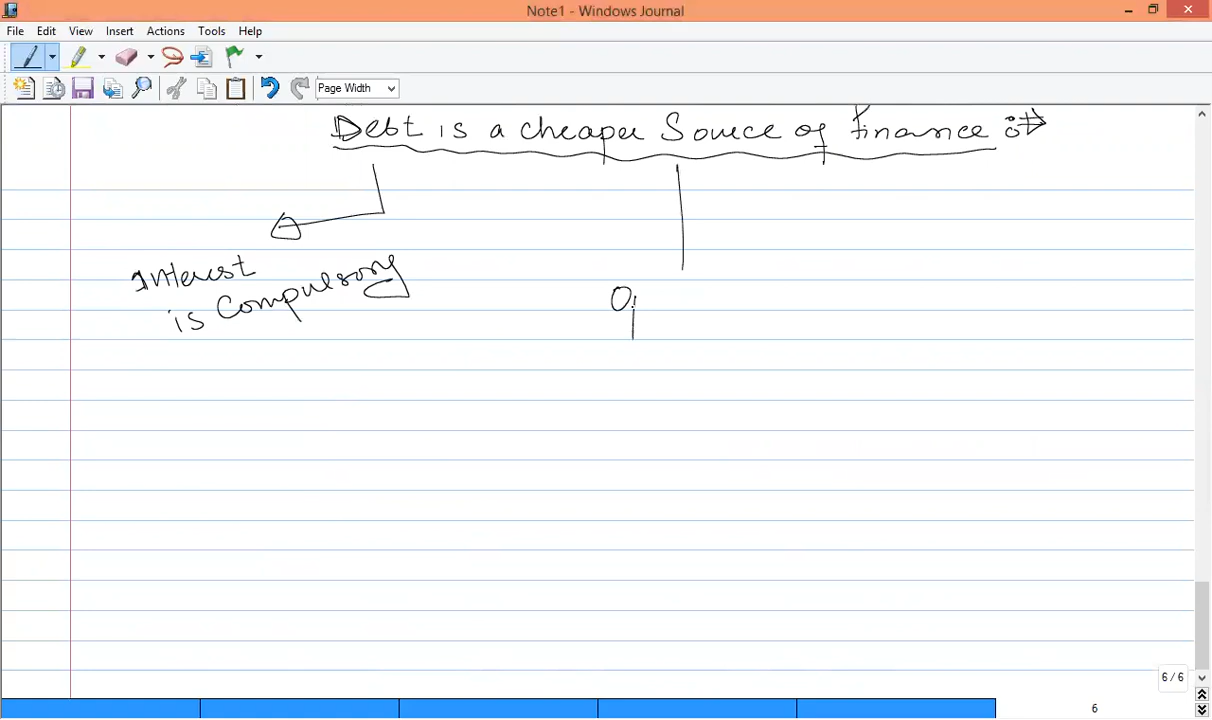 Note1 - Windows Journal
File Edit View Insert Actions Tools Help
Page Width
Debt is a cheaper Source of finance
Interest
is Compulsory
6 / 6
6